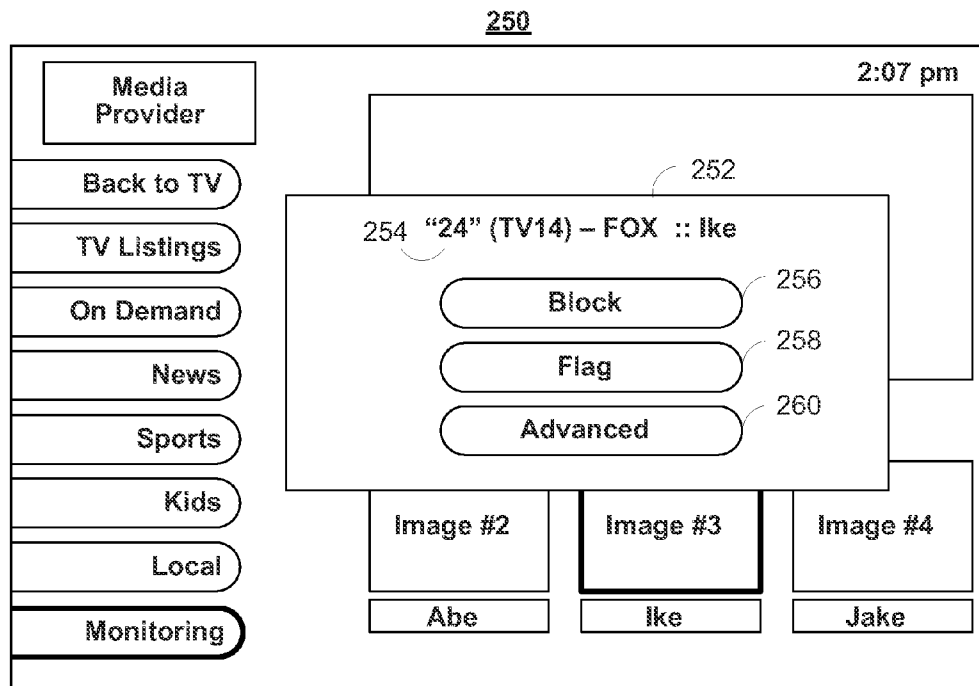 250
Media
Provider
2:07 pm
Back to TV
TV Listings
On Demand
News
Sports
Kids
Local
Monitoring
252
254 “24” (TV14) – FOX :: Ike
Block
256
Flag
258
Advanced
260
Image #2
Image #3
Image #4
Abe
Ike
Jake